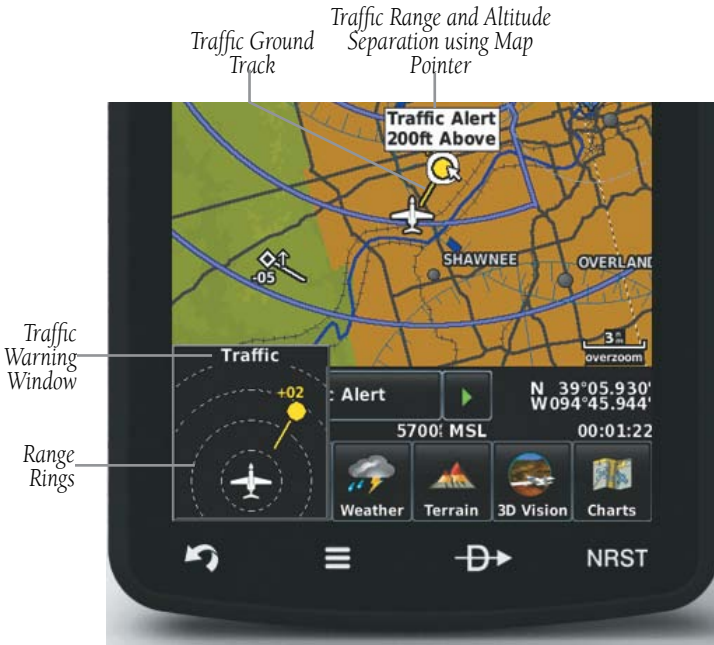 Traffic Range and Altitude
Separation using Map
Pointer
Traffic Ground
Track
Traffic Alert
200ft Above
SHAWNEE
OVERLAND
-05
3
overzoom
Traffic
Warning
Window
Traffic
+02
Range
Rings
Alert
N 39°05.930'
W094°45.944'
5700 MSL
00:01:22
Weather
Terrain
3D Vision
Charts
NRST